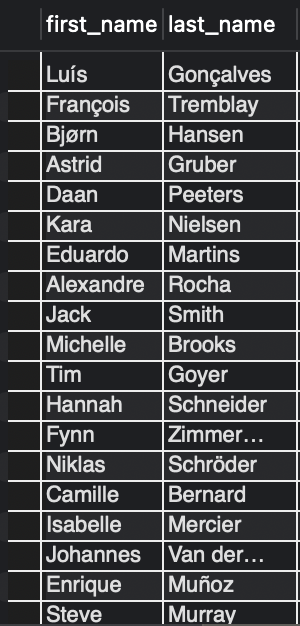 first_name last_name
Luís Gonçalves
François Tremblay
Bjørn Hansen
Astrid Gruber
Daan Peeters
Kara Nielsen
Eduardo Martins
Alexandre Rocha
Jack Smith
Michelle Brooks
Tim Goyer
Hannah Schneider
Fynn Zimmer...
Niklas Schröder
Camille Bernard
Isabelle Mercier
Johannes Van der...
Enrique Muñoz
Steve Murray